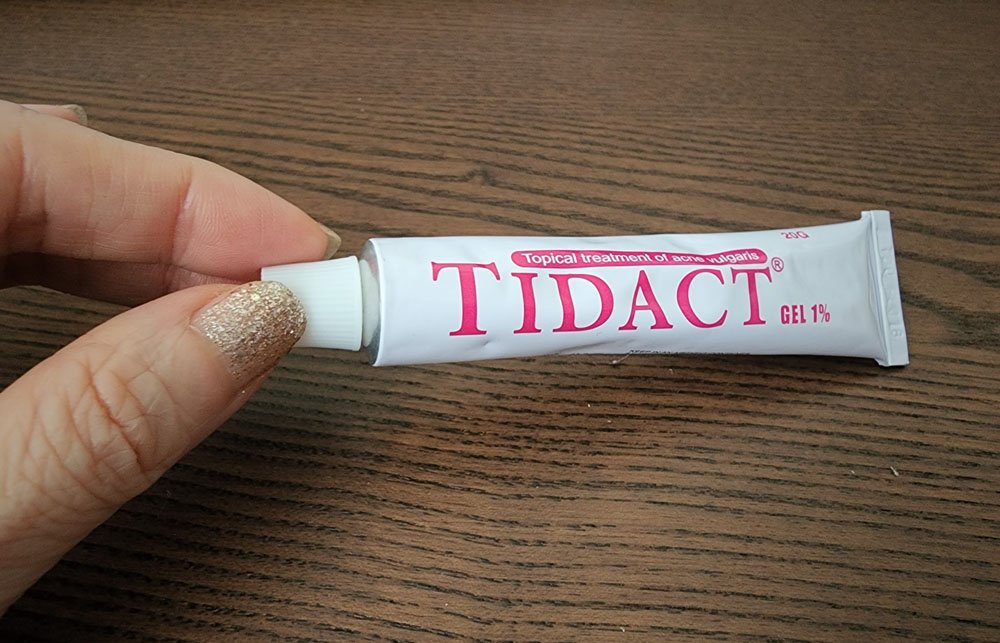 20G
Topical treatment of acne vulgaris
TIDACT®
GEL 1%